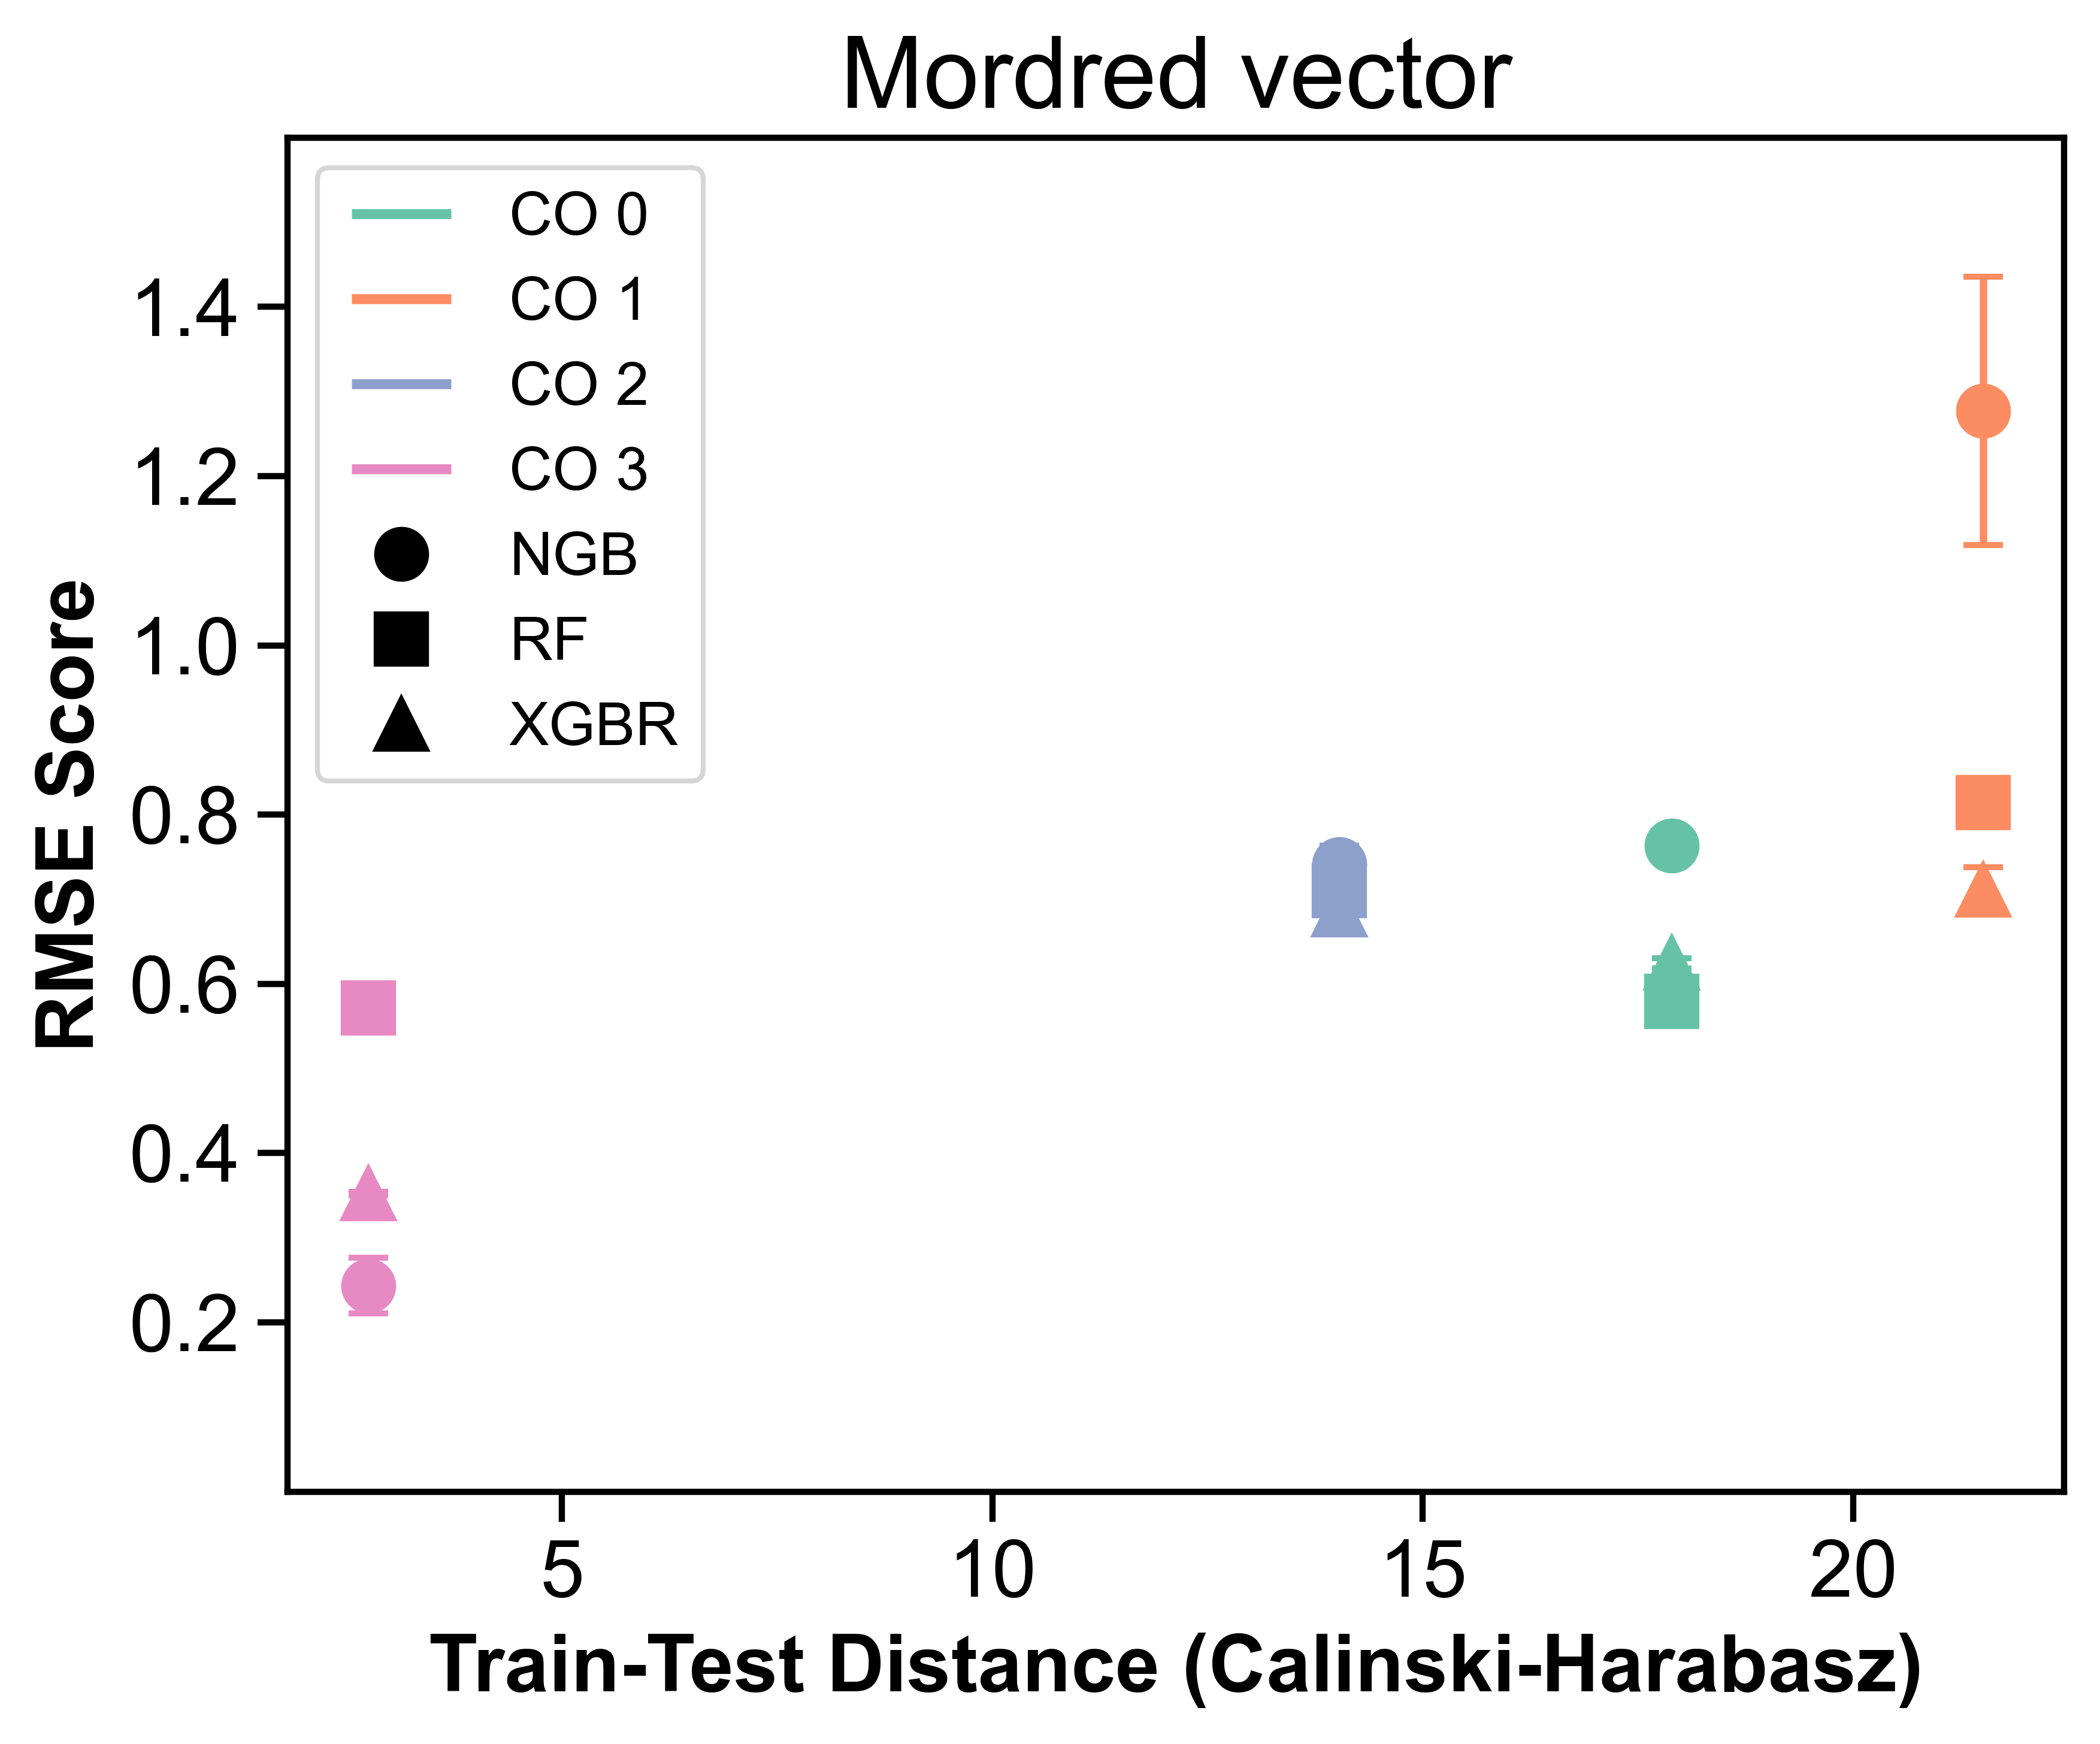 Mordred vector
CO 0
CO 1
CO 2
CO 3
NGB
RF
XGBR
RMSE Score
1.4
1.2
1.0
0.8
0.6
0.4
0.2
5
10
15
20
Train-Test Distance (Calinski-Harabasz)